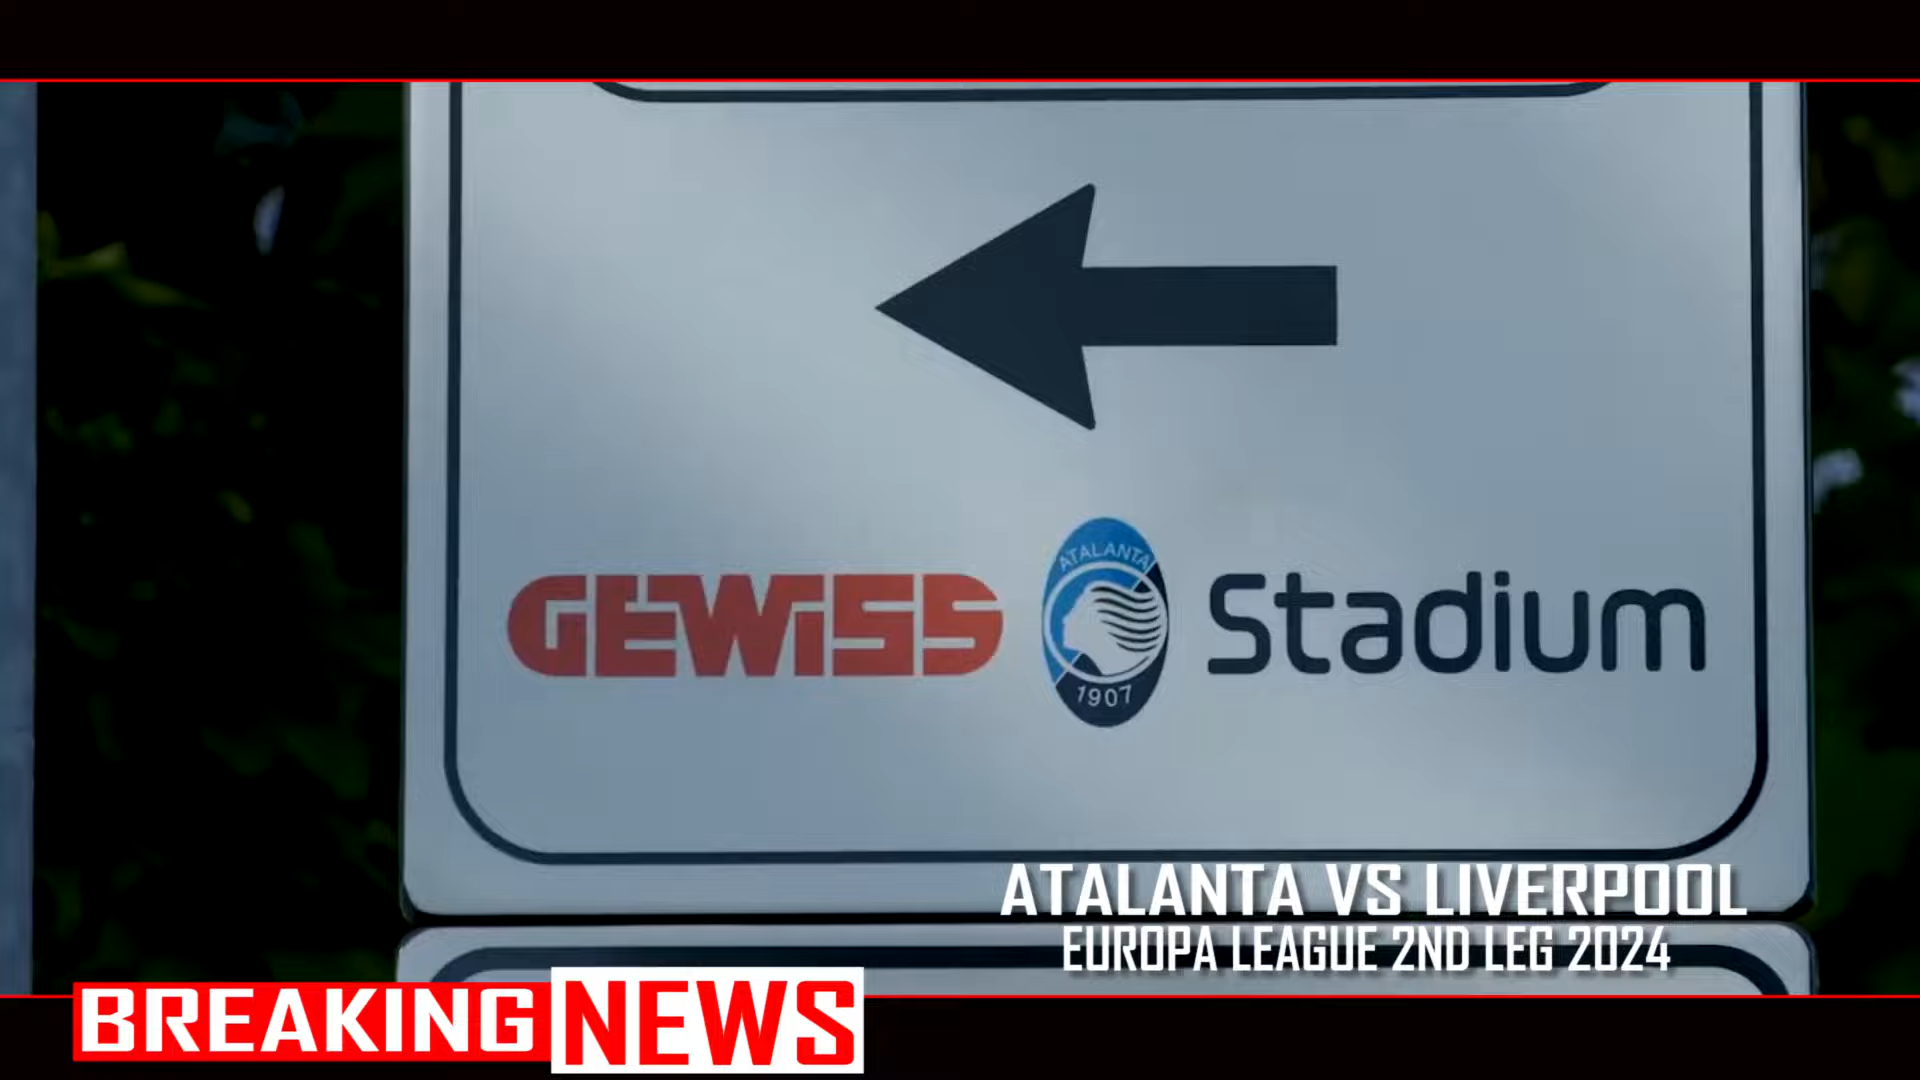 GEWISS ATALANTA 1907 Stadium
ATALANTA VS LIVERPOOL
EUROPA LEAGUE 2ND LEG 2024
BREAKING NEWS